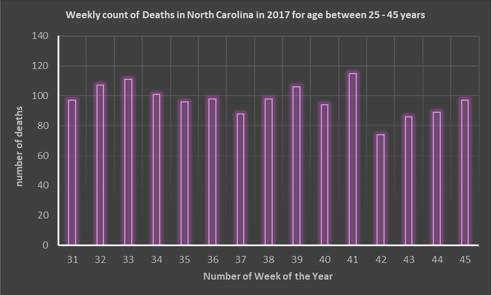 Weekly count of Deaths in North Carolina in 2017 for age between 25 - 45 years
140
120
100
80
60
40
20
0
number of deaths
31 32 33 34 35 36 37 38 39 40 41 42 43 44 45
Number of Week of the Year